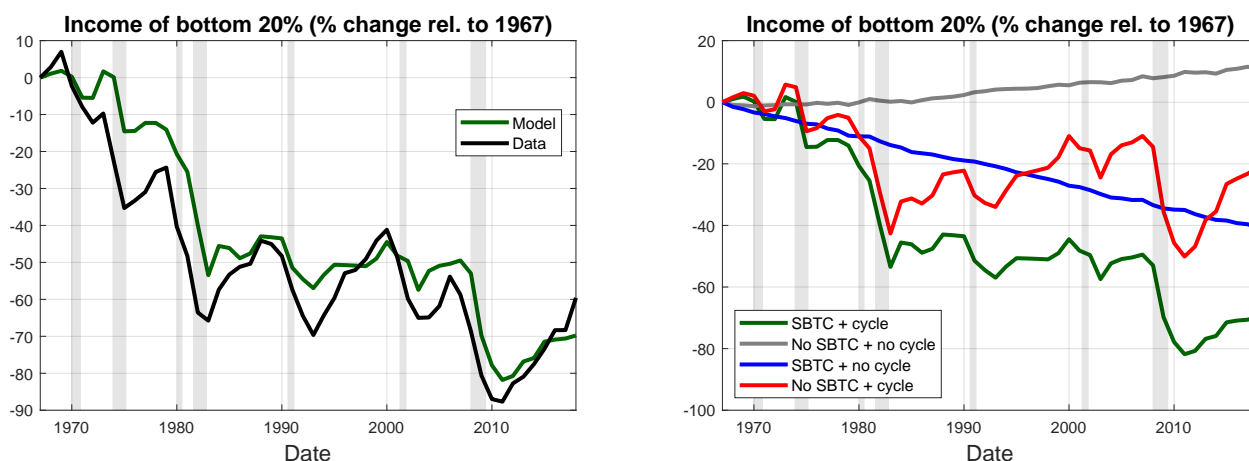 Income of bottom 20% (% change rel. to 1967)
10
0
-10
-20
-30
-40
-50
-60
-70
-80
-90
Model
Data
1970
1980
1990
2000
2010
Date
Income of bottom 20% (% change rel. to 1967)
20
0
-20
-40
-60
-80
-100
SBTC + cycle
No SBTC + no cycle
SBTC + no cycle
No SBTC + cycle
1970
1980
1990
2000
2010
Date